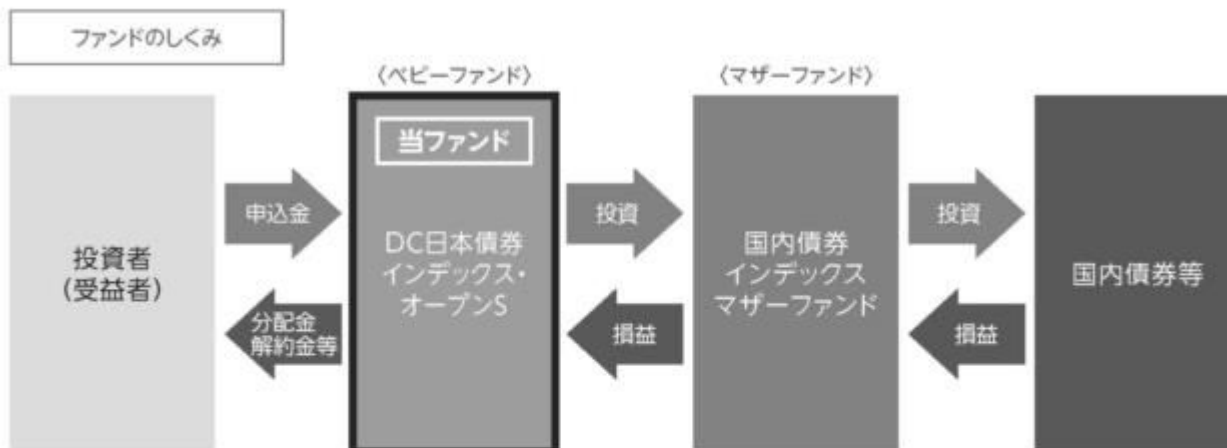 ファンドのしくみ
〈ベビーファンド〉
〈マザーファンド〉
投資者
(受益者)
申込金
分配金
解約金等
当ファンド
DC日本債券
インデックス・
オープンS
投資
損益
国内債券
インデックス
マザーファンド
投資
損益
国内債券等